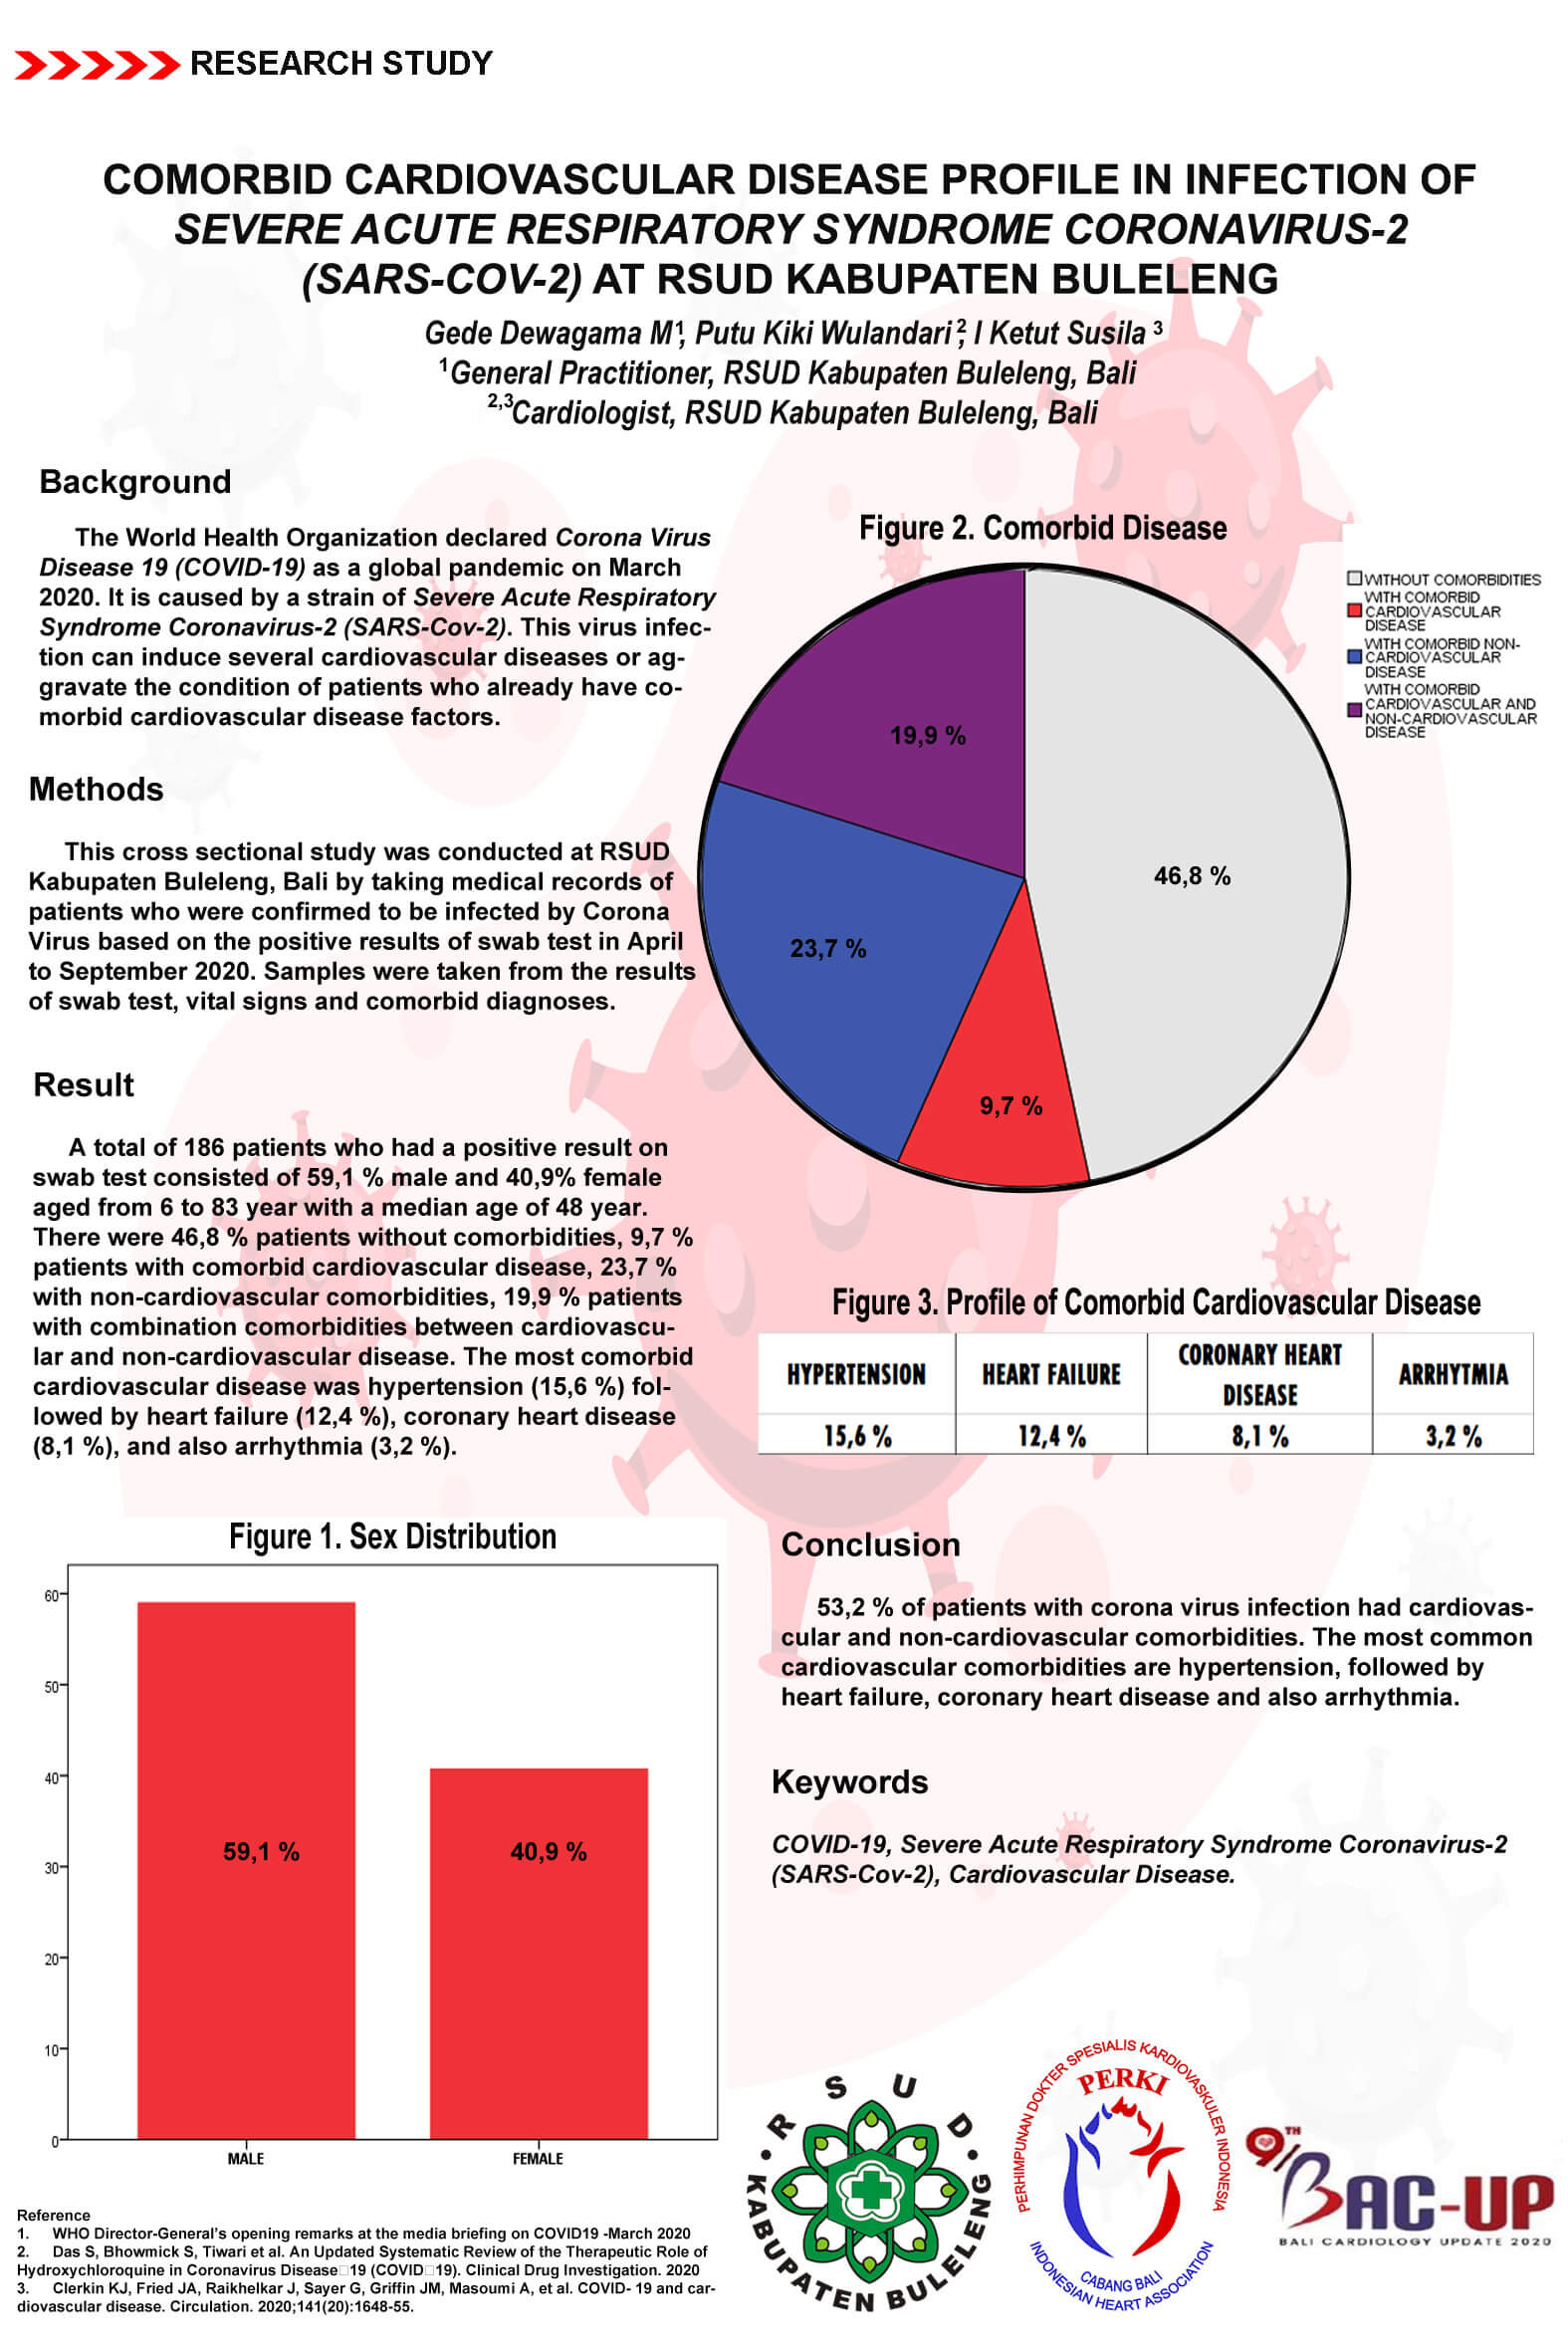 RESEARCH STUDY
COMORBID CARDIOVASCULAR DISEASE PROFILE IN INFECTION OF
SEVERE ACUTE RESPIRATORY SYNDROME CORONAVIRUS-2
(SARS-COV-2) AT RSUD KABUPATEN BULELENG
Gede Dewagama M¹, Putu Kiki Wulandari², I Ketut Susila ³
¹General Practitioner, RSUD Kabupaten Buleleng, Bali
²,³Cardiologist, RSUD Kabupaten Buleleng, Bali
Background
The World Health Organization declared Corona Virus
Disease 19 (COVID-19) as a global pandemic on March
2020. It is caused by a strain of Severe Acute Respiratory
Syndrome Coronavirus-2 (SARS-Cov-2). This virus infec-
tion can induce several cardiovascular diseases or ag-
gravate the condition of patients who already have co-
morbid cardiovascular disease factors.
Methods
This cross sectional study was conducted at RSUD
Kabupaten Buleleng, Bali by taking medical records of
patients who were confirmed to be infected by Corona
Virus based on the positive results of swab test in April
to September 2020. Samples were taken from the results
of swab test, vital signs and comorbid diagnoses.
Result
A total of 186 patients who had a positive result on
swab test consisted of 59,1 % male and 40,9% female
aged from 6 to 83 year with a median age of 48 year.
There were 46,8 % patients without comorbidities, 9,7 %
patients with comorbid cardiovascular disease, 23,7 %
with non-cardiovascular comorbidities, 19,9 % patients
with combination comorbidities between cardiovascu-
lar and non-cardiovascular disease. The most comorbid
cardiovascular disease was hypertension (15,6 %) fol-
lowed by heart failure (12,4 %), coronary heart disease
(8,1 %), and also arrhythmia (3,2 %).
Figure 1. Sex Distribution
60
50
40
30
20
10
0
59,1 %
40,9 %
MALE
FEMALE
Reference
1. WHO Director-General's opening remarks at the media briefing on COVID19 -March 2020
2. Das S, Bhowmick S, Tiwari et al. An Updated Systematic Review of the Therapeutic Role of
Hydroxychloroquine in Coronavirus Disease□19 (COVID□19). Clinical Drug Investigation. 2020
3. Clerkin KJ, Fried JA, Raikhelkar J, Sayer G, Griffin JM, Masoumi A, et al. COVID- 19 and car-
diovascular disease. Circulation. 2020;141(20):1648-55.
Figure 2. Comorbid Disease
WITHOUT COMORBIDITIES
WITH COMORBID
CARDIOVASCULAR
DISEASE
WITH COMORBID NON-
CARDIOVASCULAR
DISEASE
WITH COMORBID
CARDIOVASCULAR AND
NON-CARDIOVASCULAR
DISEASE
19,9 %
46,8 %
23,7 %
9,7 %
Figure 3. Profile of Comorbid Cardiovascular Disease
HYPERTENSION
HEART FAILURE
CORONARY HEART
DISEASE
ARRHYTMIA
15,6 %
12,4 %
8,1 %
3,2 %
Conclusion
53,2 % of patients with corona virus infection had cardiovas-
cular and non-cardiovascular comorbidities. The most common
cardiovascular comorbidities are hypertension, followed by
heart failure, coronary heart disease and also arrhythmia.
Keywords
COVID-19, Severe Acute Respiratory Syndrome Coronavirus-2
(SARS-Cov-2), Cardiovascular Disease.
RSUD
KABUPATEN BULELENG
PERHIMPUNAN DOKTER SPESIALIS KARDIOVASKULER INDONESIA
PERKI
CABANG BALI
INDONESIAN HEART ASSOCIATION
9TH
BAC-UP
BALI CARDIOLOGY UPDATE 2020